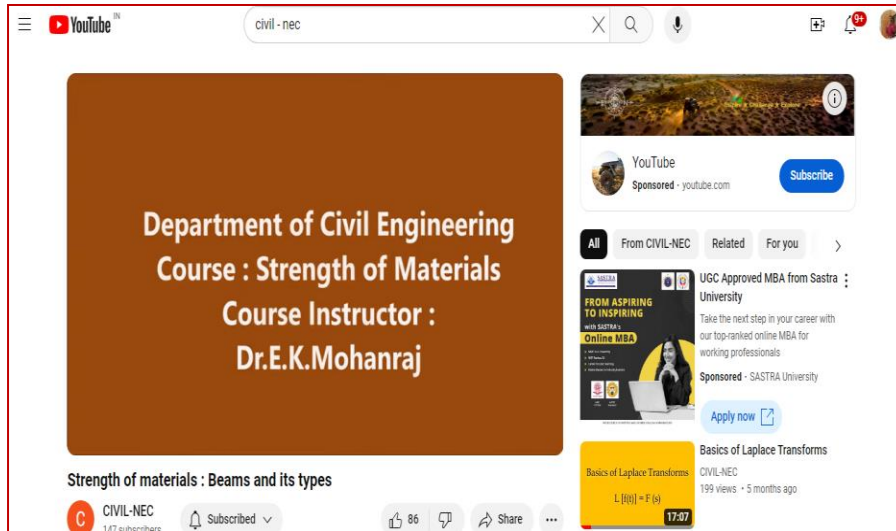 YouTube IN
civil - nec
9+
Department of Civil Engineering
Course : Strength of Materials
Course Instructor :
Dr.E.K.Mohanraj
Strength of materials : Beams and its types
C
CIVIL-NEC
147 subscribers
Subscribed
86
Share
YouTube
Sponsored · youtube.com
Subscribe
All
From CIVIL-NEC
Related
For you
SASTRA
FROM ASPIRING
TO INSPIRING
with SASTRA's
Online MBA
UGC Approved MBA from Sastra
University
Take the next step in your career with
our top-ranked online MBA for
working professionals
Sponsored · SASTRA University
Apply now
Basics of Laplace Transforms
L [f(t)] = F (s)
17:07
Basics of Laplace Transforms
CIVIL-NEC
199 views · 5 months ago